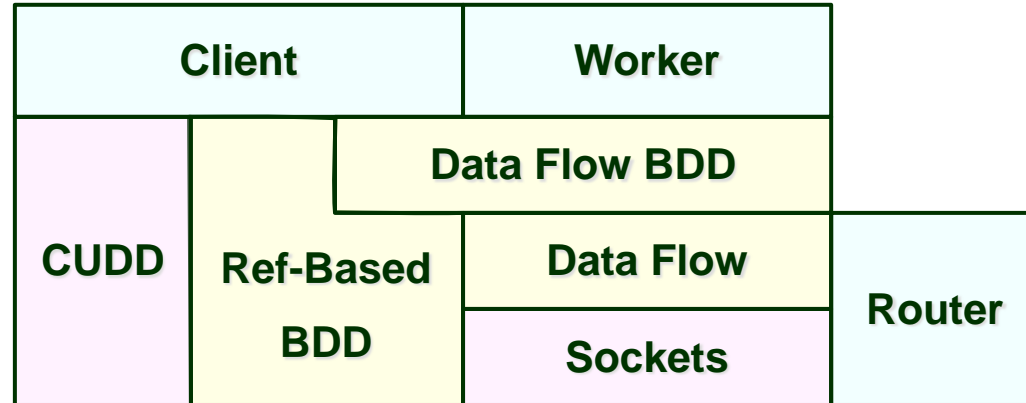 Client
Worker
Data Flow BDD
CUDD
Ref-Based
BDD
Data Flow
Sockets
Router